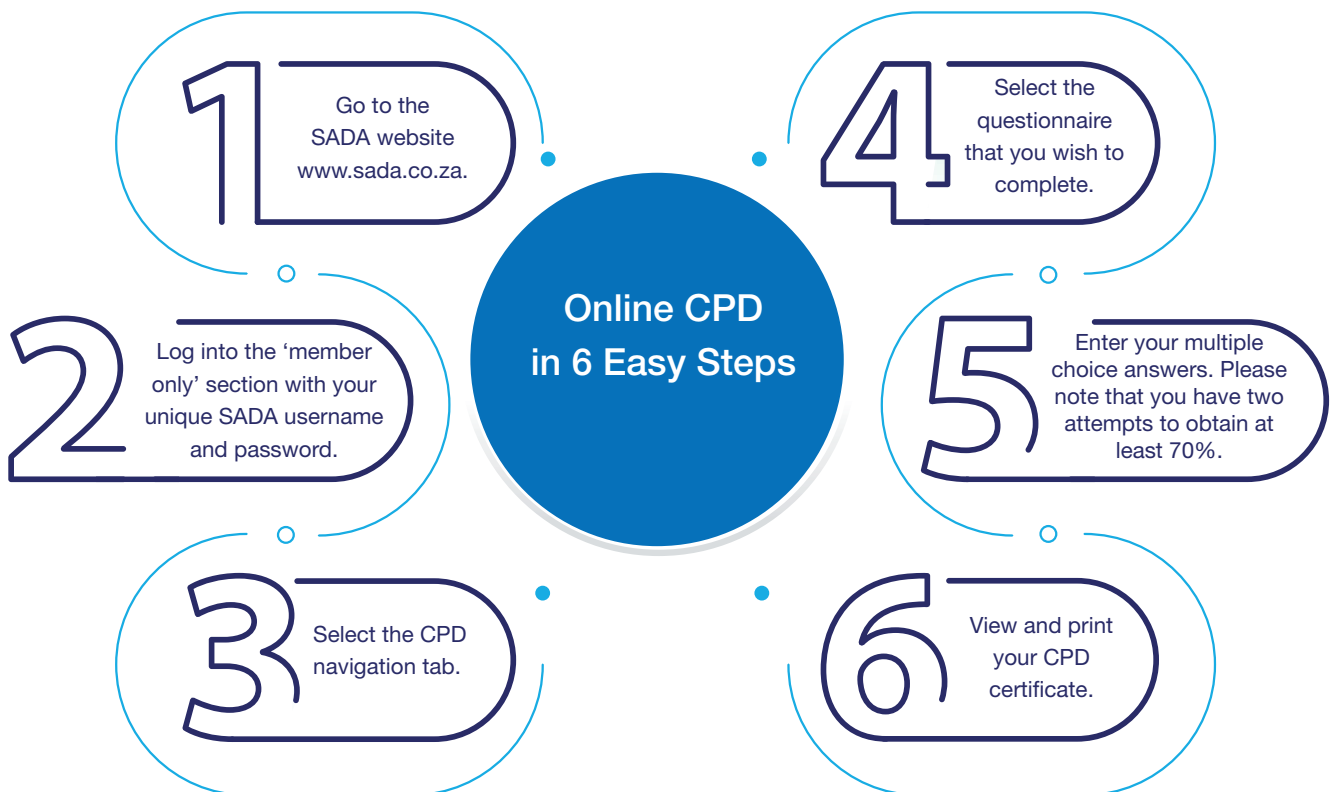 Online CPD
in 6 Easy Steps
1
Go to the
SADA website
www.sada.co.za.
2
Log into the ‘member
only’ section with your
unique SADA username
and password.
3
Select the CPD
navigation tab.
4
Select the
questionnaire
that you wish to
complete.
5
Enter your multiple
choice answers. Please
note that you have two
attempts to obtain at
least 70%.
6
View and print
your CPD
certificate.